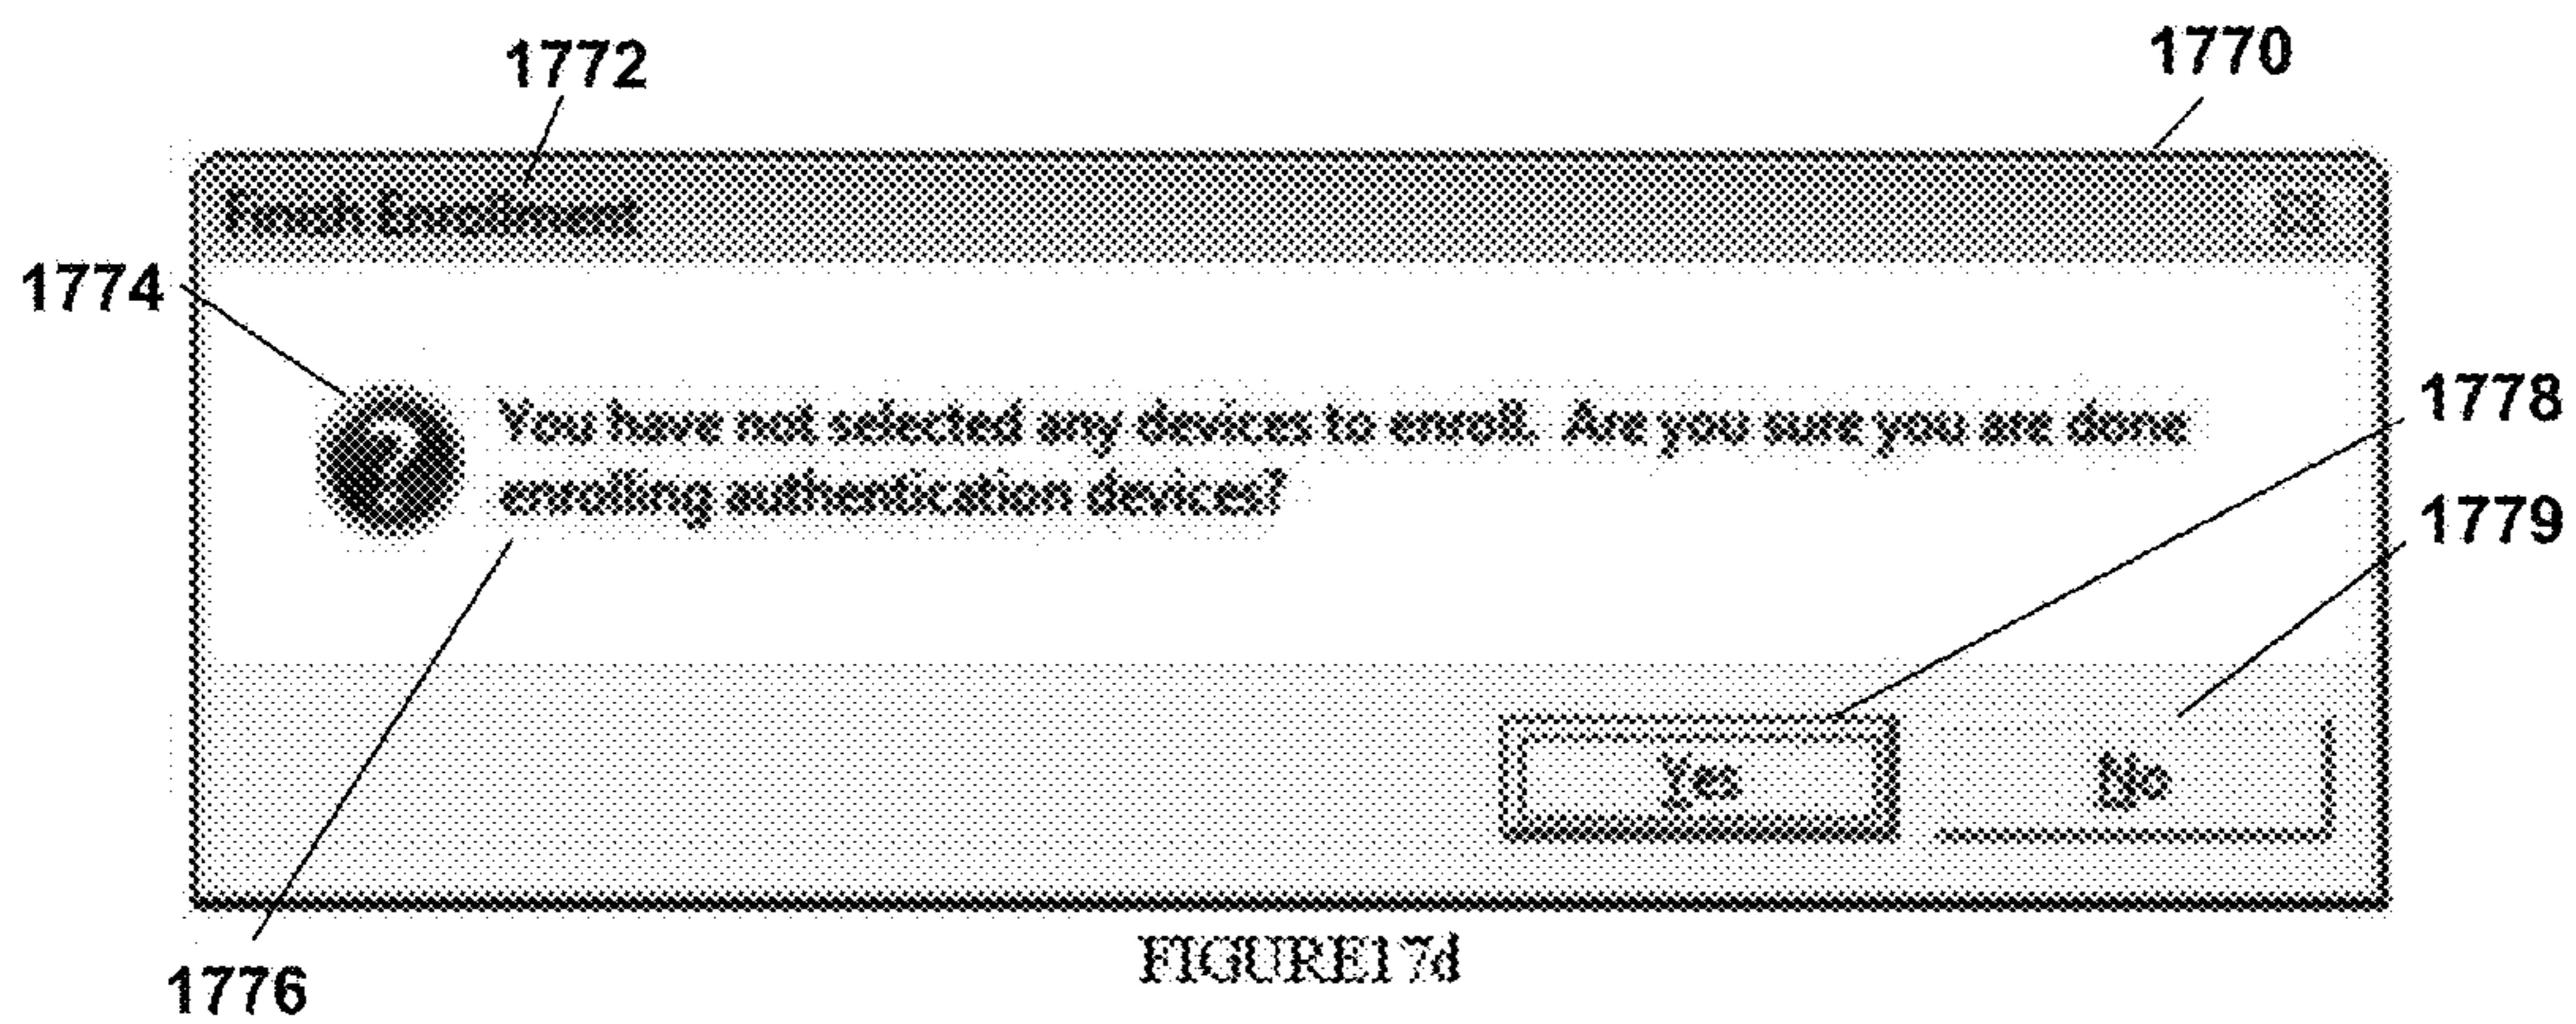 1772
1770
Finish Enrollment
1774
?
You have not selected any devices to enroll. Are you sure you are done
enrolling authentication devices?
1778
1779
Yes
No
1776
FIGURE17d